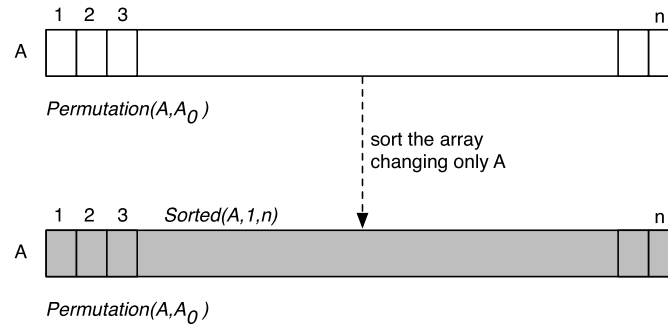 1 2 3 n
A
Permutation(A,A0 )
sort the array
changing only A
1 2 3 Sorted(A,1,n) n
A
Permutation(A,A0 )